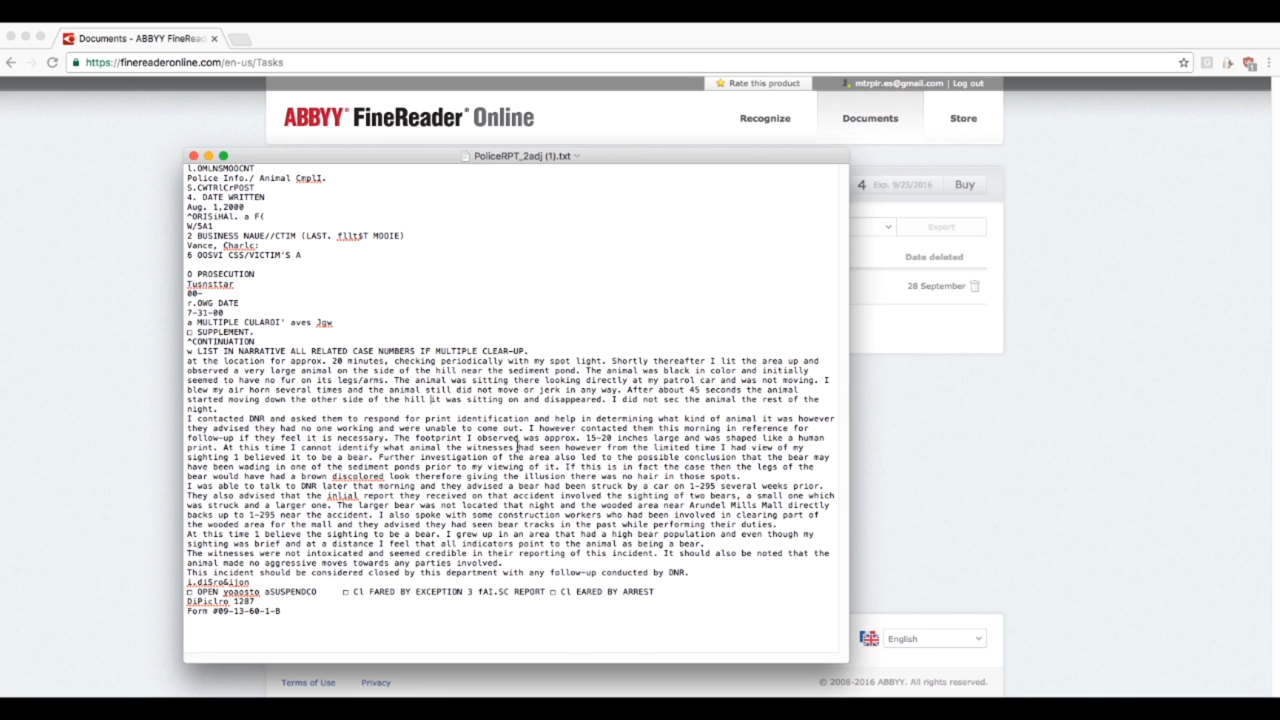 Documents - ABBYY FineRead
https://finereaderonline.com/en-us/Tasks
Rate this product
mtrpir.es@gmail.com | Log out
ABBYY® FineReader® Online
Recognize
Documents
Store
PoliceRPT_2adj (1).txt
4 Exp. 9/25/2016 Buy
Export
Date deleted
28 September
l.OMLNSMOOCNT
Police Info./ Animal CmplI.
S.CWTRlCrPOST
4. DATE WRITTEN
Aug. 1,2000
^ORISiHAl. a F(
W/5A1
2 BUSINESS NAUE//CTIM (LAST. fllt$T MOOIE)
Vance, Charlc:
6 OOSVI CSS/VICTIM'S A
O PROSECUTION
Tusnsttar
00-
r.OWG DATE
7-31-00
a MULTIPLE CULAROI' aves Jgw
□ SUPPLEMENT.
^CONTINUATION
w LIST IN NARRATIVE ALL RELATED CASE NUMBERS IF MULTIPLE CLEAR-UP.
at the location for approx. 20 minutes, checking periodically with my spot light. Shortly thereafter I lit the area up and
observed a very large animal on the side of the hill near the sediment pond. The animal was black in color and initially
seemed to have no fur on its legs/arms. The animal was sitting there looking directly at my patrol car and was not moving. I
blew my air horn several times and the animal still did not move or jerk in any way. After about 45 seconds the animal
started moving down the other side of the hill it was sitting on and disappeared. I did not sec the animal the rest of the
night.
I contacted DNR and asked them to respond for print identification and help in determining what kind of animal it was however
they advised they had no one working and were unable to come out. I however contacted them this morning in reference for
follow-up if they feel it is necessary. The footprint I observed was approx. 15-20 inches large and was shaped like a human
print. At this time I cannot identify what animal the witnesses had seen however from the limited time I had view of my
sighting 1 believed it to be a bear. Further investigation of the area also led to the possible conclusion that the bear may
have been wading in one of the sediment ponds prior to my viewing of it. If this is in fact the case then the legs of the
bear would have had a brown discolored look therefore giving the illusion there was no hair in those spots.
I was able to talk to DNR later that morning and they advised a bear had been struck by a car on 1-295 several weeks prior.
They also advised that the inlial report they received on that accident involved the sighting of two bears, a small one which
was struck and a larger one. The larger bear was not located that night and the wooded area near Arundel Mills Mall directly
backs up to 1-295 near the accident. I also spoke with some construction workers who had been involved in clearing part of
the wooded area for the mall and they advised they had seen bear tracks in the past while performing their duties.
At this time 1 believe the sighting to be a bear. I grew up in an area that had a high bear population and even though my
sighting was brief and at a distance I feel that all indicators point to the animal as being a bear.
The witnesses were not intoxicated and seemed credible in their reporting of this incident. It should also be noted that the
animal made no aggressive moves towards any parties involved.
This incident should be considered closed by this department with any follow-up conducted by DNR.
i.diSro&ijon
□ OPEN yoaosto aSUSPENDCO □ Cl FARED BY EXCEPTION 3 fAI.SC REPORT □ Cl EARED BY ARREST
DiPiclro 1287
Form #09-13-60-1-B
English
Terms of Use Privacy
© 2008-2016 ABBYY. All rights reserved.